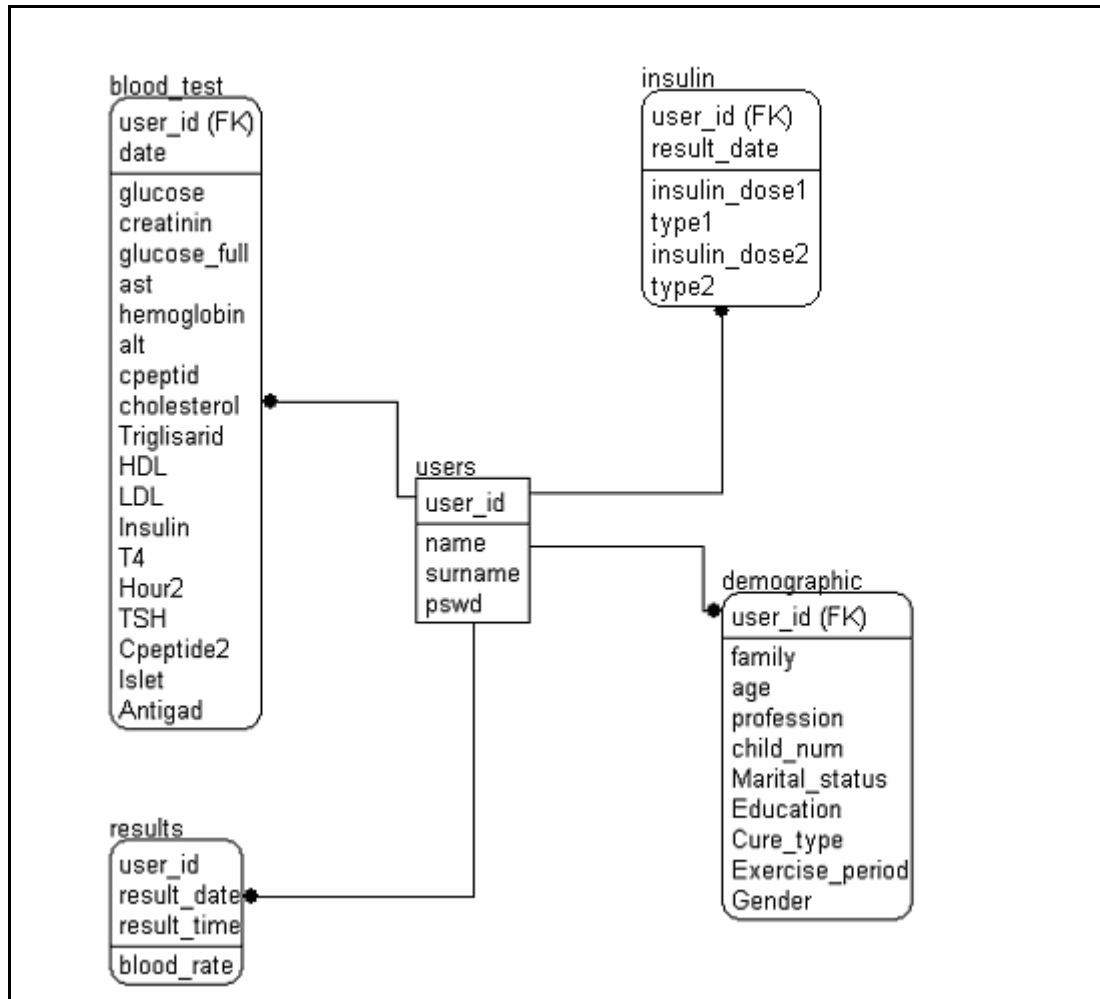 blood_test
user_id (FK)
date
glucose
creatinin
glucose_full
ast
hemoglobin
alt
cpeptid
cholesterol
Triglisarid
HDL
LDL
Insulin
T4
Hour2
TSH
Cpeptide2
Islet
Antigad
insulin
user_id (FK)
result_date
insulin_dose1
type1
insulin_dose2
type2
users
user_id
name
surname
pswd
demographic
user_id (FK)
family
age
profession
child_num
Marital_status
Education
Cure_type
Exercise_period
Gender
results
user_id
result_date
result_time
blood_rate